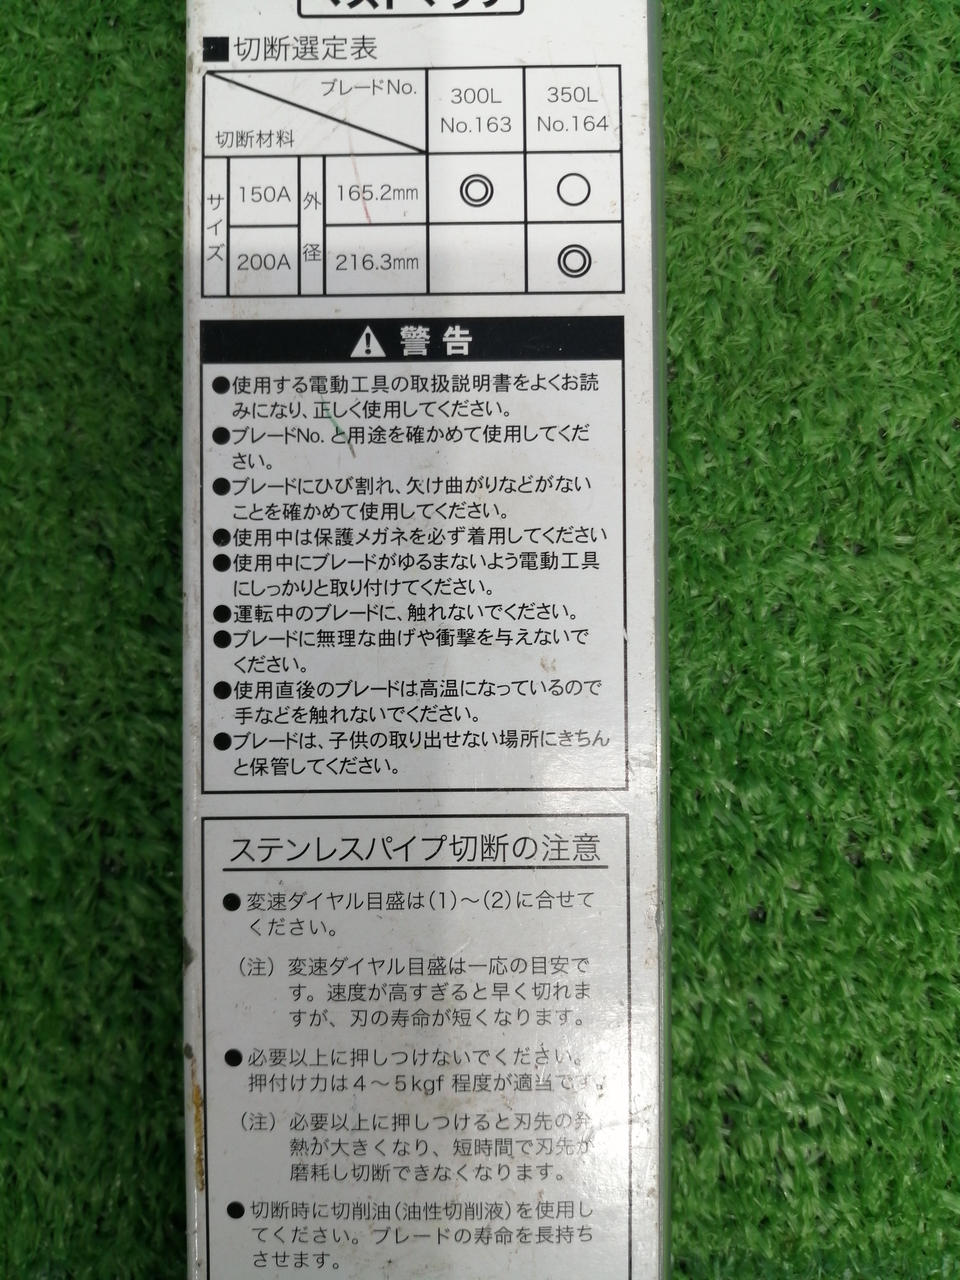 ■切断選定表
ブレードNo.
切断材料
300L
No.163
350L
No.164
サイズ
150A
外径
165.2mm
◎
○
200A
216.3mm
◎
⚠警告
●使用する電動工具の取扱説明書をよくお読
みになり、正しく使用してください。
●ブレードNo.と用途を確かめて使用してくだ
さい。
●ブレードにひび割れ、欠け曲がりなどがない
ことを確かめて使用してください。
●使用中は保護メガネを必ず着用してください
●使用中にブレードがゆるまないよう電動工具
にしっかりと取り付けてください。
●運転中のブレードに、触れないでください。
●ブレードに無理な曲げや衝撃を与えないで
ください。
●使用直後のブレードは高温になっているので
手などを触れないでください。
●ブレードは、子供の取り出せない場所にきちん
と保管してください。
ステンレスパイプ切断の注意
●変速ダイヤル目盛は(1)〜(2)に合せて
ください。
(注)変速ダイヤル目盛は一応の目安で
す。速度が高すぎると早く切れま
すが、刃の寿命が短くなります。
●必要以上に押しつけないでください。
押付け力は4〜5kgf程度が適当です。
(注)必要以上に押しつけると刃先の発
熱が大きくなり、短時間で刃先が
磨耗し切断できなくなります。
●切断時に切削油(油性切削液)を使用し
てください。ブレードの寿命を長持ち
させます。